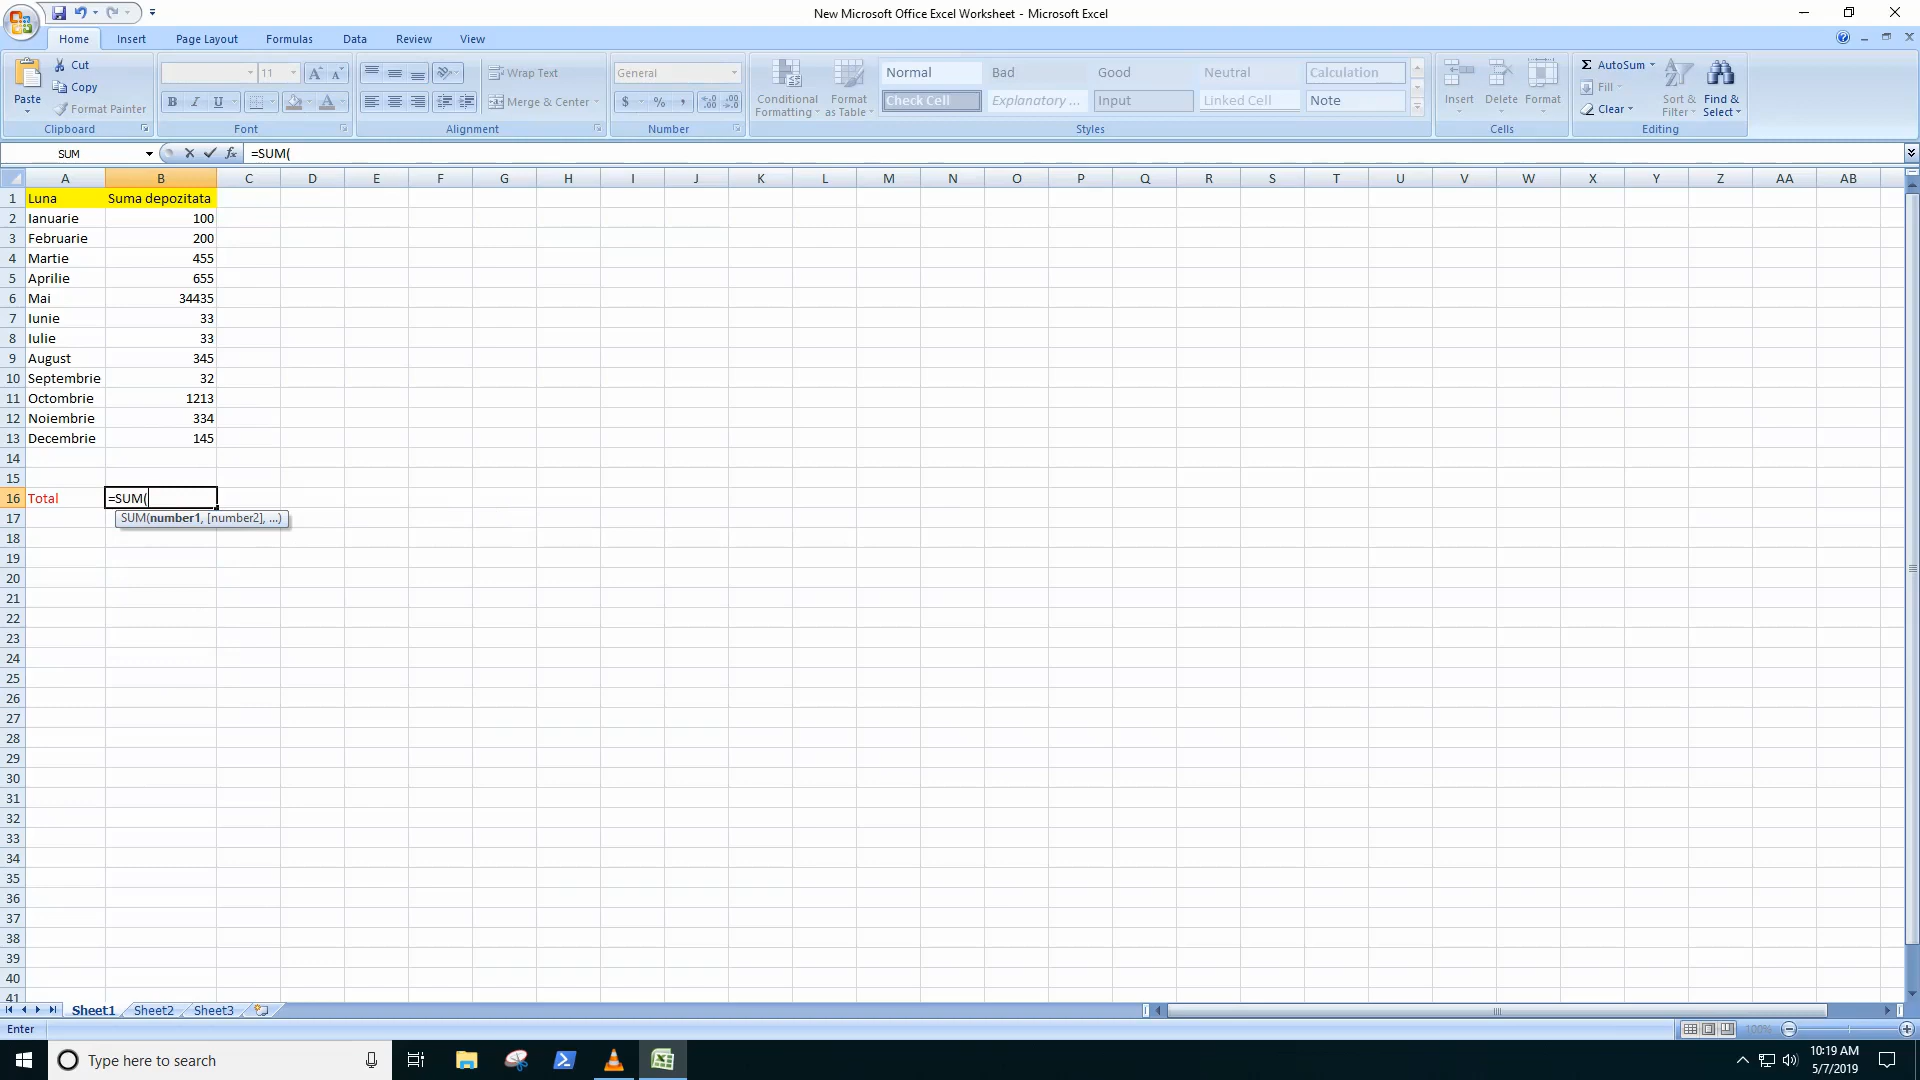 New Microsoft Office Excel Worksheet - Microsoft Excel
Home Insert Page Layout Formulas Data Review View
Paste
Cut
Copy
Format Painter
Clipboard
11
Font
Wrap Text
Merge & Center
Alignment
General
Number
Conditional Formatting
Format as Table
Normal Bad Good Neutral Calculation
Check Cell Explanatory ... Input Linked Cell Note
Styles
Insert Delete Format
Cells
AutoSum
Fill
Clear
Sort & Filter
Find & Select
Editing
SUM =SUM(
A B C D E F G H I J K L M N O P Q R S T U V W X Y Z AA AB
1 Luna Suma depozitata
2 Ianuarie 100
3 Februarie 200
4 Martie 455
5 Aprilie 655
6 Mai 34435
7 Iunie 33
8 Iulie 33
9 August 345
10 Septembrie 32
11 Octombrie 1213
12 Noiembrie 334
13 Decembrie 145
14
15
16 Total =SUM(
17 SUM(number1, [number2], ...)
18
19
20
21
22
23
24
25
26
27
28
29
30
31
32
33
34
35
36
37
38
39
40
41
Sheet1 Sheet2 Sheet3
Enter 100%
Type here to search
10:19 AM
5/7/2019